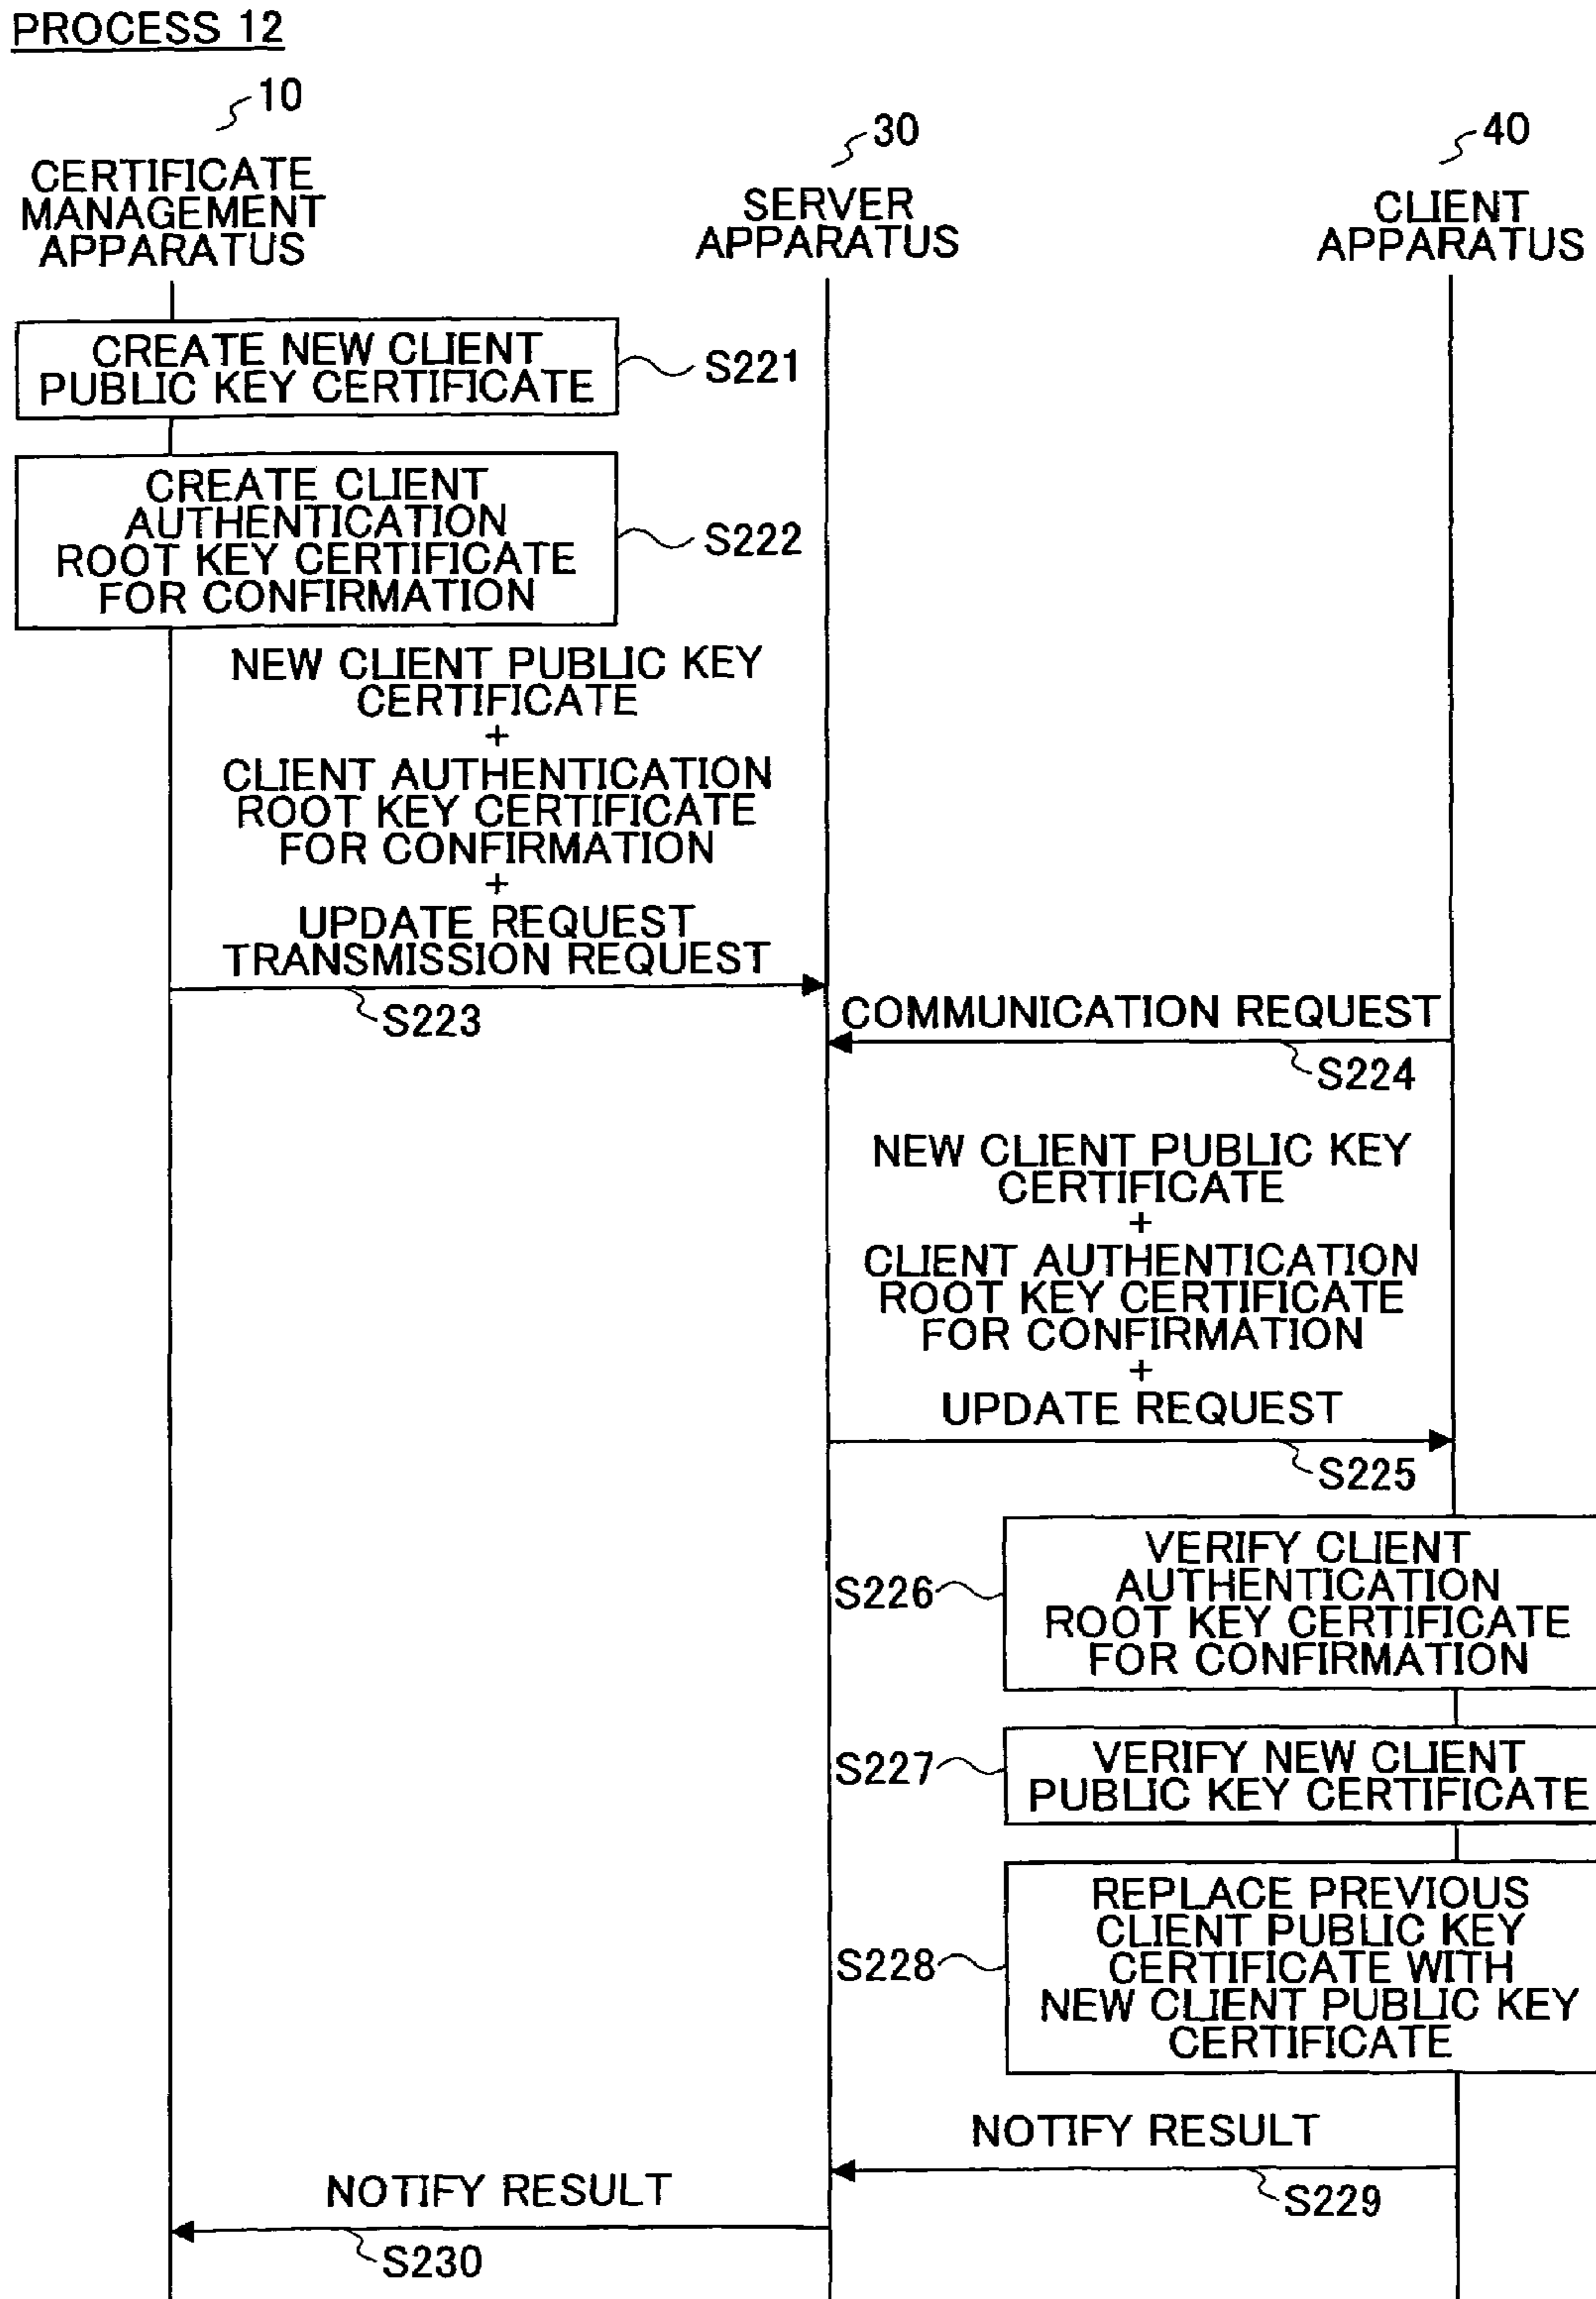 PROCESS 12
10
CERTIFICATE
MANAGEMENT
APPARATUS
30
SERVER
APPARATUS
40
CLIENT
APPARATUS
CREATE NEW CLIENT
PUBLIC KEY CERTIFICATE
S221
CREATE CLIENT
AUTHENTICATION
ROOT KEY CERTIFICATE
FOR CONFIRMATION
S222
NEW CLIENT PUBLIC KEY
CERTIFICATE
+
CLIENT AUTHENTICATION
ROOT KEY CERTIFICATE
FOR CONFIRMATION
+
UPDATE REQUEST
TRANSMISSION REQUEST
S223
COMMUNICATION REQUEST
S224
NEW CLIENT PUBLIC KEY
CERTIFICATE
+
CLIENT AUTHENTICATION
ROOT KEY CERTIFICATE
FOR CONFIRMATION
+
UPDATE REQUEST
S225
S226
VERIFY CLIENT
AUTHENTICATION
ROOT KEY CERTIFICATE
FOR CONFIRMATION
S227
VERIFY NEW CLIENT
PUBLIC KEY CERTIFICATE
S228
REPLACE PREVIOUS
CLIENT PUBLIC KEY
CERTIFICATE WITH
NEW CLIENT PUBLIC KEY
CERTIFICATE
NOTIFY RESULT
S229
NOTIFY RESULT
S230